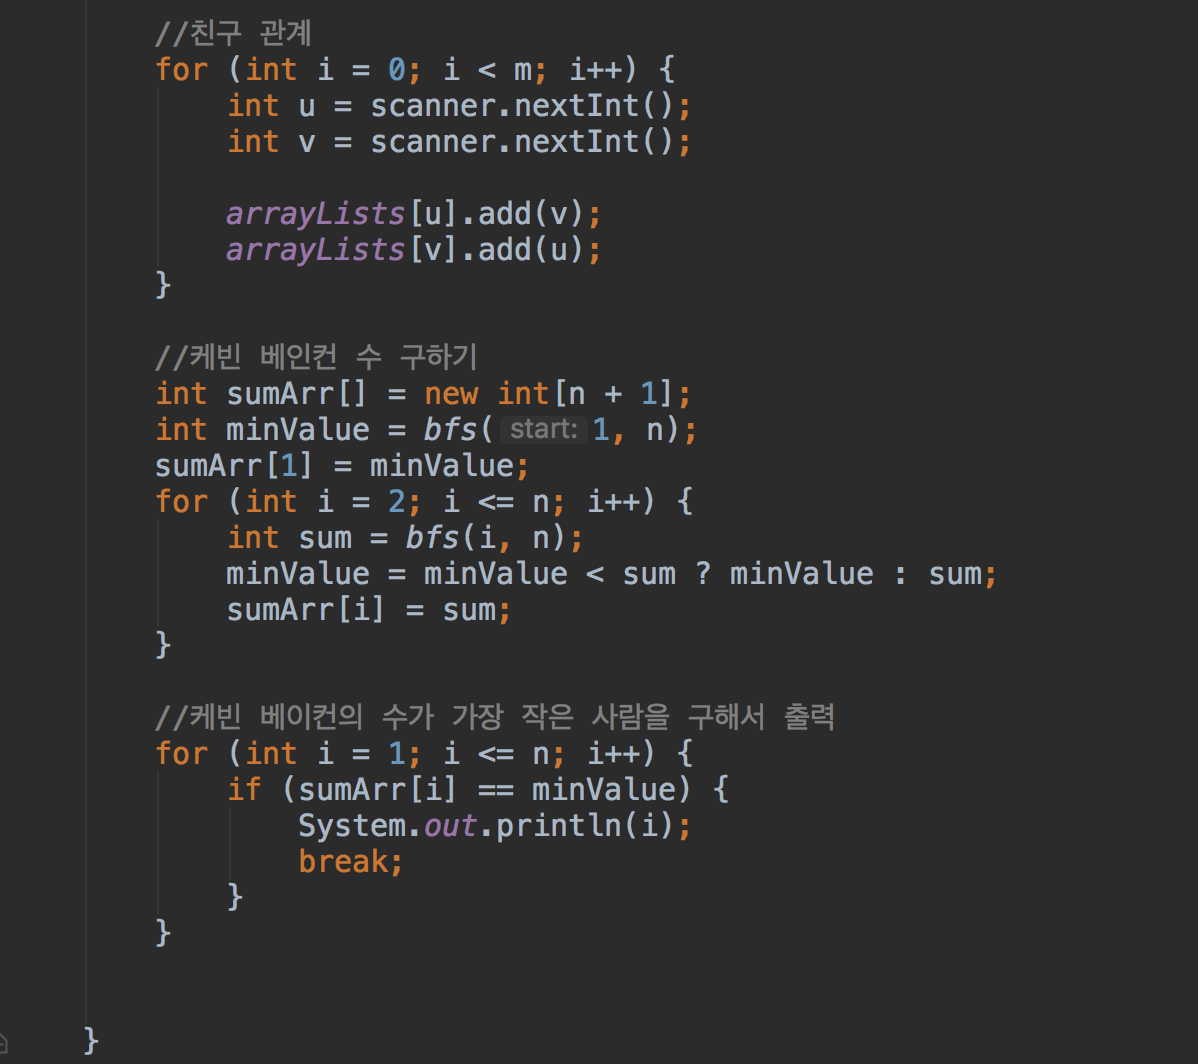 //친구 관계
for (int i = 0; i < m; i++) {
int u = scanner.nextInt();
int v = scanner.nextInt();
arrayLists[u].add(v);
arrayLists[v].add(u);
}
//케빈 베인컨 수 구하기
int sumArr[] = new int[n + 1];
int minValue = bfs( start: 1, n);
sumArr[1] = minValue;
for (int i = 2; i <= n; i++) {
int sum = bfs(i, n);
minValue = minValue < sum ? minValue : sum;
sumArr[i] = sum;
}
//케빈 베이컨의 수가 가장 작은 사람을 구해서 출력
for (int i = 1; i <= n; i++) {
if (sumArr[i] == minValue) {
System.out.println(i);
break;
}
}
}